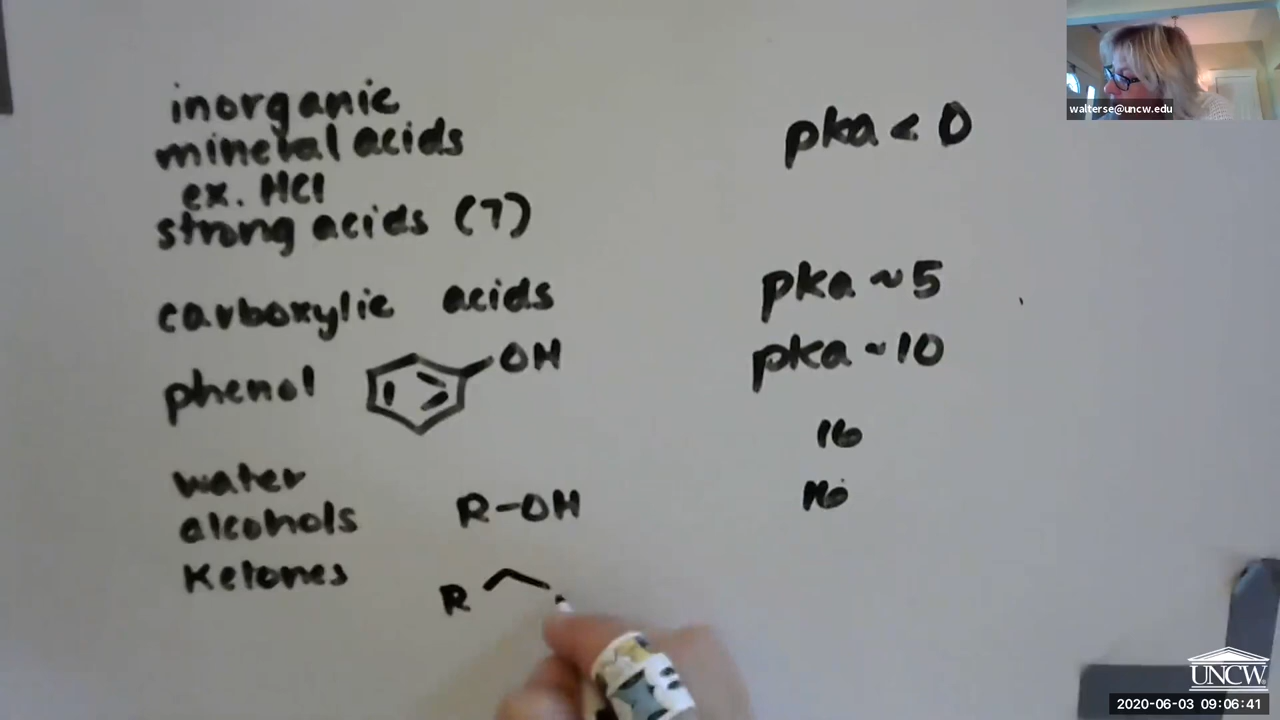 inorganic
mineral acids
ex. HCl
strong acids (7)
pka < 0
carboxylic acids
pka ~ 5
phenol
OH
pka ~ 10
water
16
alcohols R-OH
16
Ketones R
walterse@uncw.edu
UNCW
2020-06-03 09:06:41